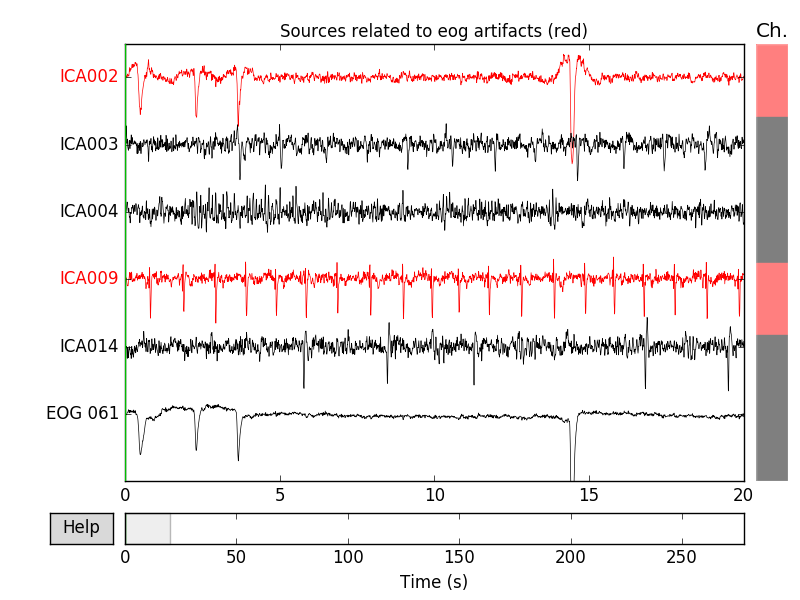 Sources related to eog artifacts (red)
Ch.
ICA002
ICA003
ICA004
ICA009
ICA014
EOG 061
0 5 10 15 20
Help
0 50 100 150 200 250
Time (s)